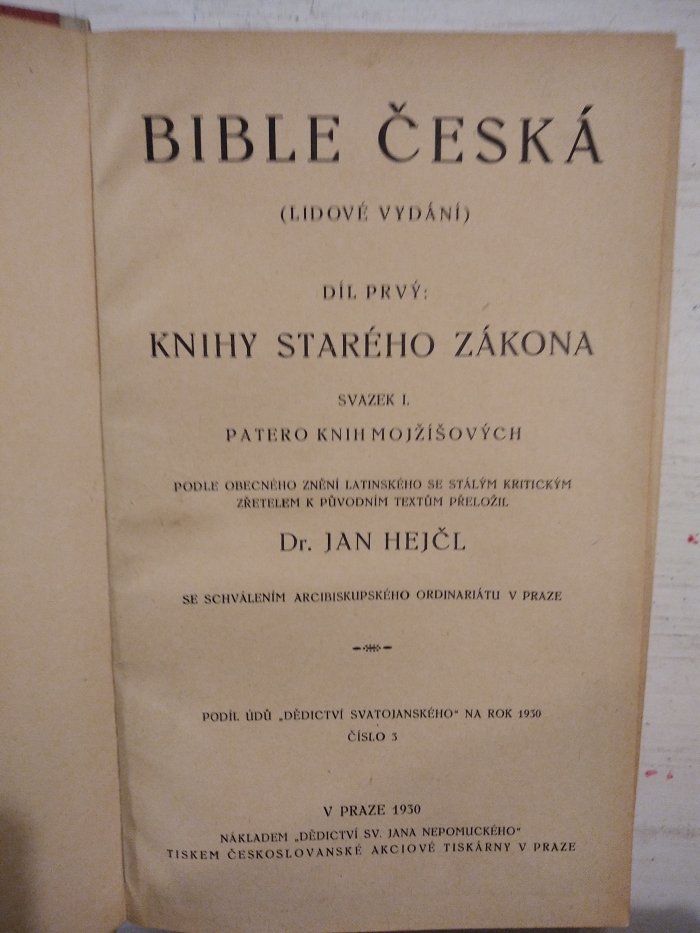 BIBLE ČESKÁ
(LIDOVÉ VYDÁNÍ)
DÍL PRVÝ:
KNIHY STARÉHO ZÁKONA
SVAZEK I.
PATERO KNIH MOJŽÍŠOVÝCH
PODLE OBECNÉHO ZNĚNÍ LATINSKÉHO SE STÁLÝM KRITICKÝM
ZŘETELEM K PŮVODNÍM TEXTŮM PŘELOŽIL
Dr. JAN HEJČL
SE SCHVÁLENÍM ARCIBISKUPSKÉHO ORDINARIÁTU V PRAZE
PODÍL ÚDŮ „DĚDICTVÍ SVATOJANSKÉHO“ NA ROK 1930
ČÍSLO 3
V PRAZE 1930
NÁKLADEM „DĚDICTVÍ SV. JANA NEPOMUCKÉHO“
TISKEM ČESKOSLOVANSKÉ AKCIOVÉ TISKÁRNY V PRAZE